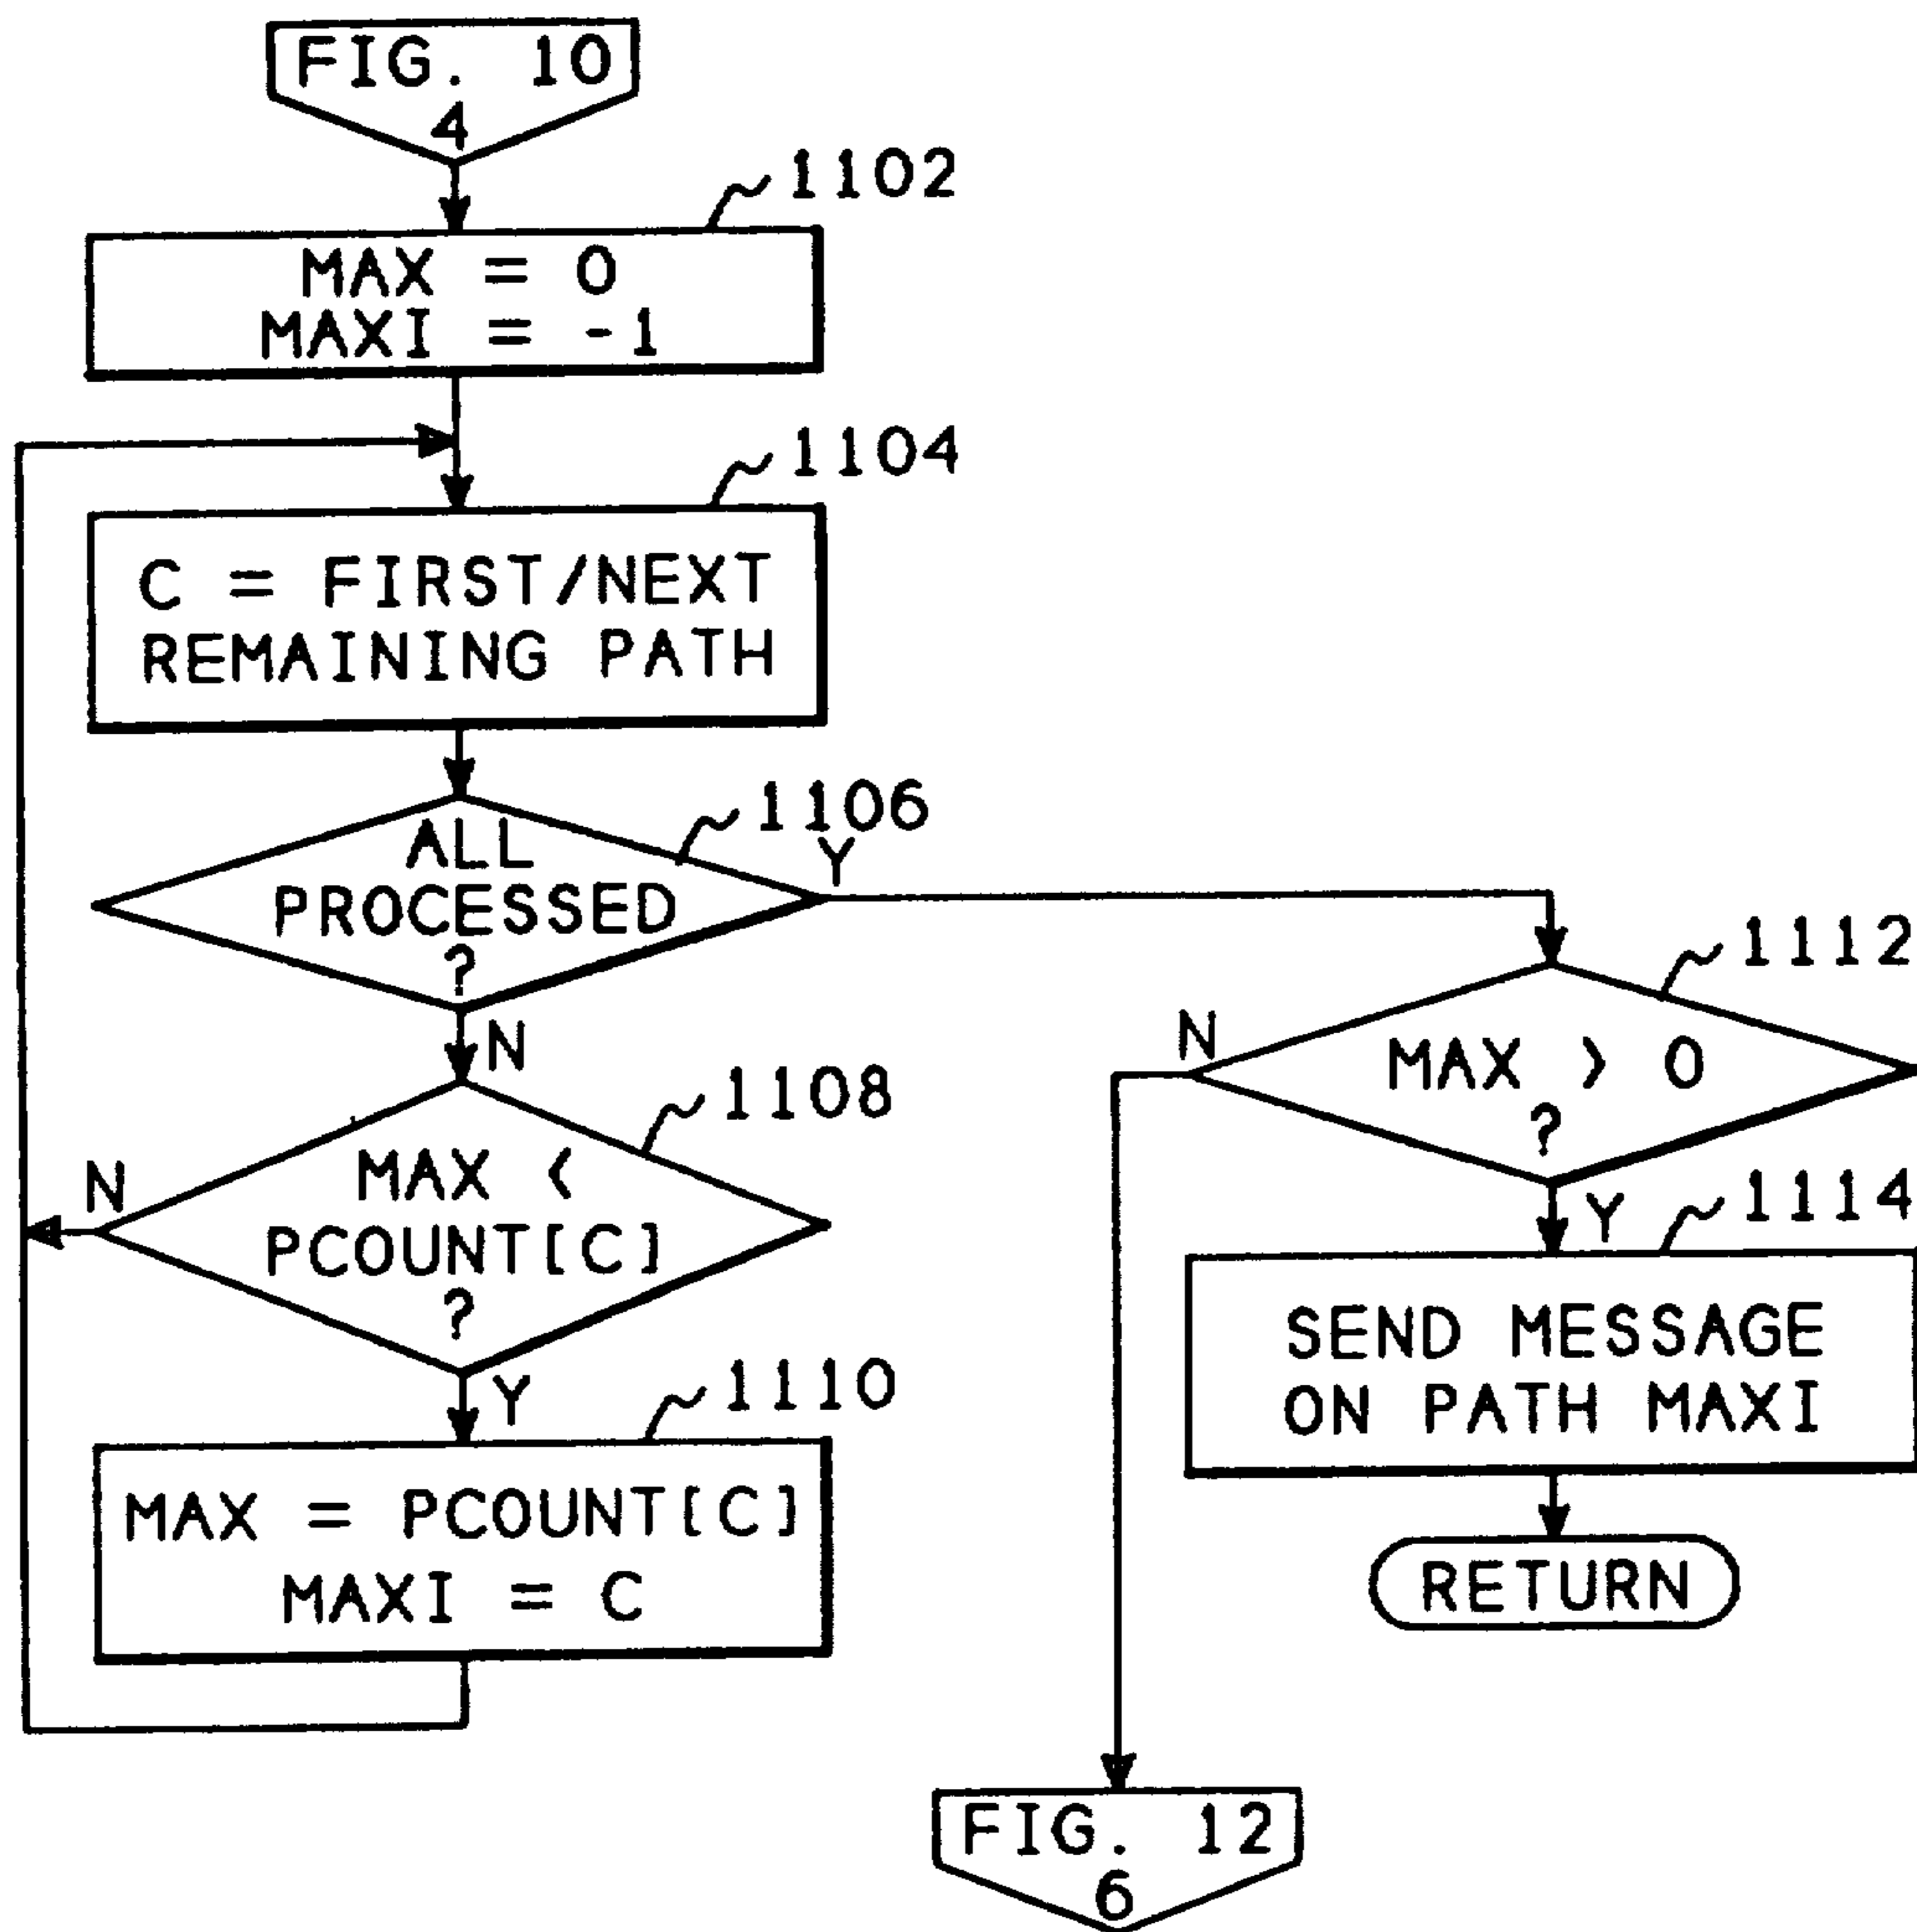 FIG. 10
4
1102
MAX = 0
MAXI = -1
1104
C = FIRST/NEXT
REMAINING PATH
1106
ALL
PROCESSED
?
Y
N
1108
MAX <
PCOUNT[C]
?
N
Y
1110
MAX = PCOUNT[C]
MAXI = C
1112
MAX > 0
?
N
Y
1114
SEND MESSAGE
ON PATH MAXI
RETURN
FIG. 12
6